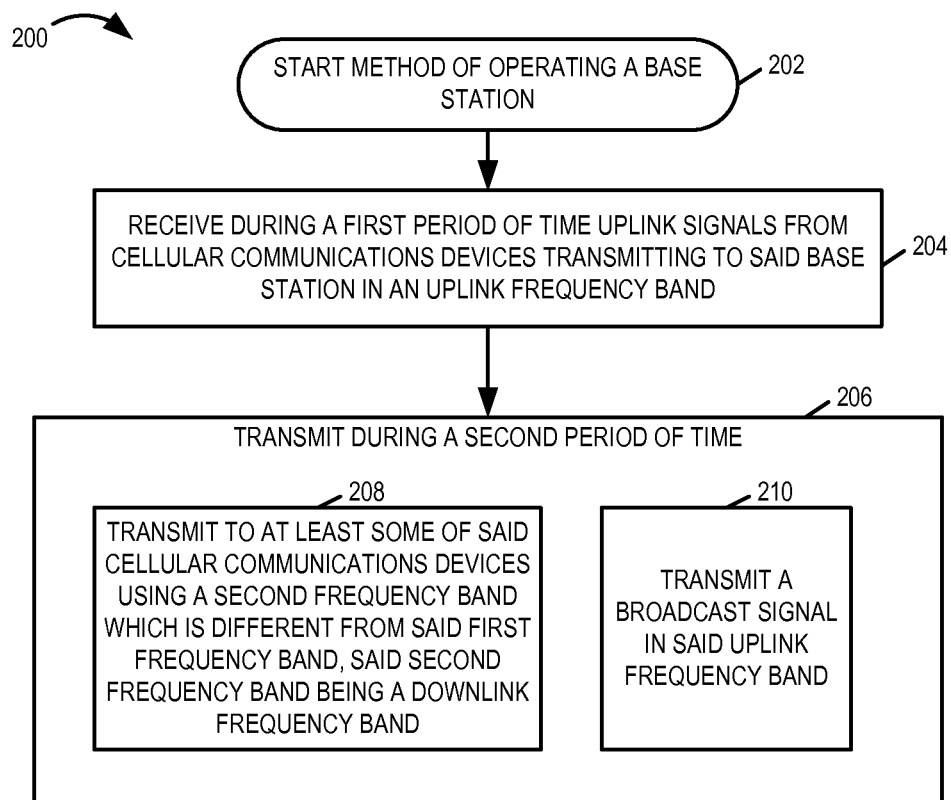 200
START METHOD OF OPERATING A BASE
STATION
202
RECEIVE DURING A FIRST PERIOD OF TIME UPLINK SIGNALS FROM
CELLULAR COMMUNICATIONS DEVICES TRANSMITTING TO SAID BASE
STATION IN AN UPLINK FREQUENCY BAND
204
206
TRANSMIT DURING A SECOND PERIOD OF TIME
208
TRANSMIT TO AT LEAST SOME OF SAID
CELLULAR COMMUNICATIONS DEVICES
USING A SECOND FREQUENCY BAND
WHICH IS DIFFERENT FROM SAID FIRST
FREQUENCY BAND, SAID SECOND
FREQUENCY BAND BEING A DOWNLINK
FREQUENCY BAND
210
TRANSMIT A
BROADCAST SIGNAL
IN SAID UPLINK
FREQUENCY BAND